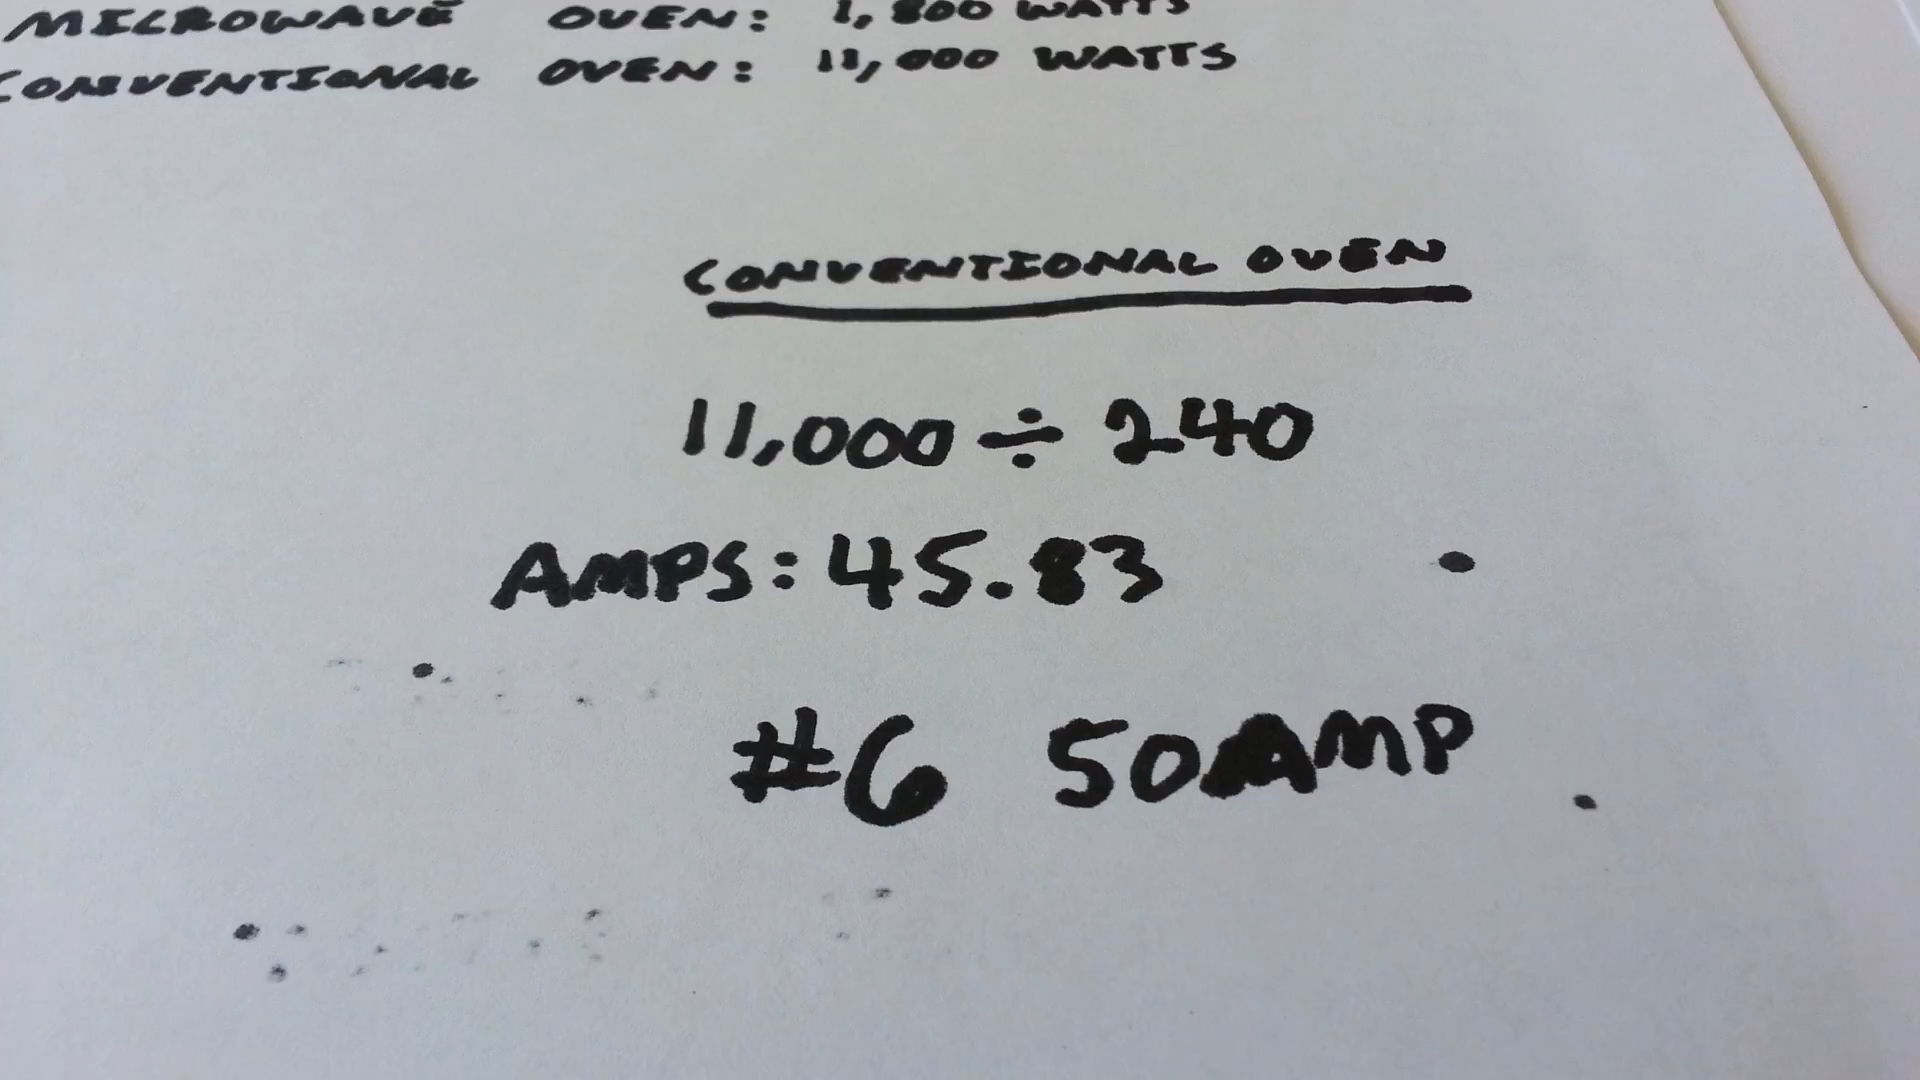 MICROWAVE OVEN: 1,800 WATTS
CONVENTIONAL OVEN: 11,000 WATTS
CONVENTIONAL OVEN
11,000 ÷ 240
AMPS: 45.83
#6 50AMP